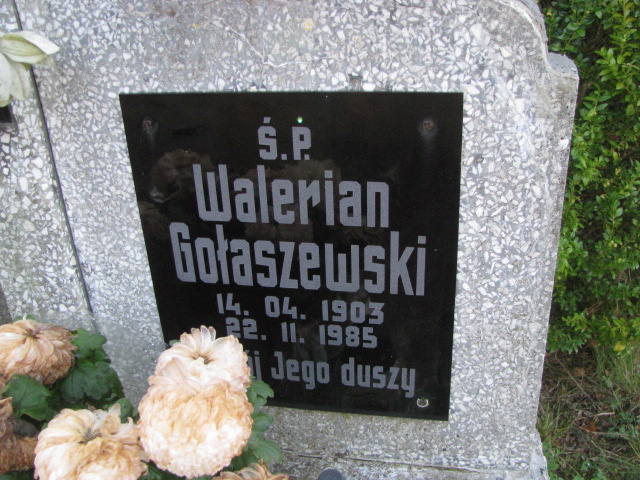 Ś.P.
Walerian
Gołaszewski
14. 04. 1903
22. 11. 1985
Jego duszy